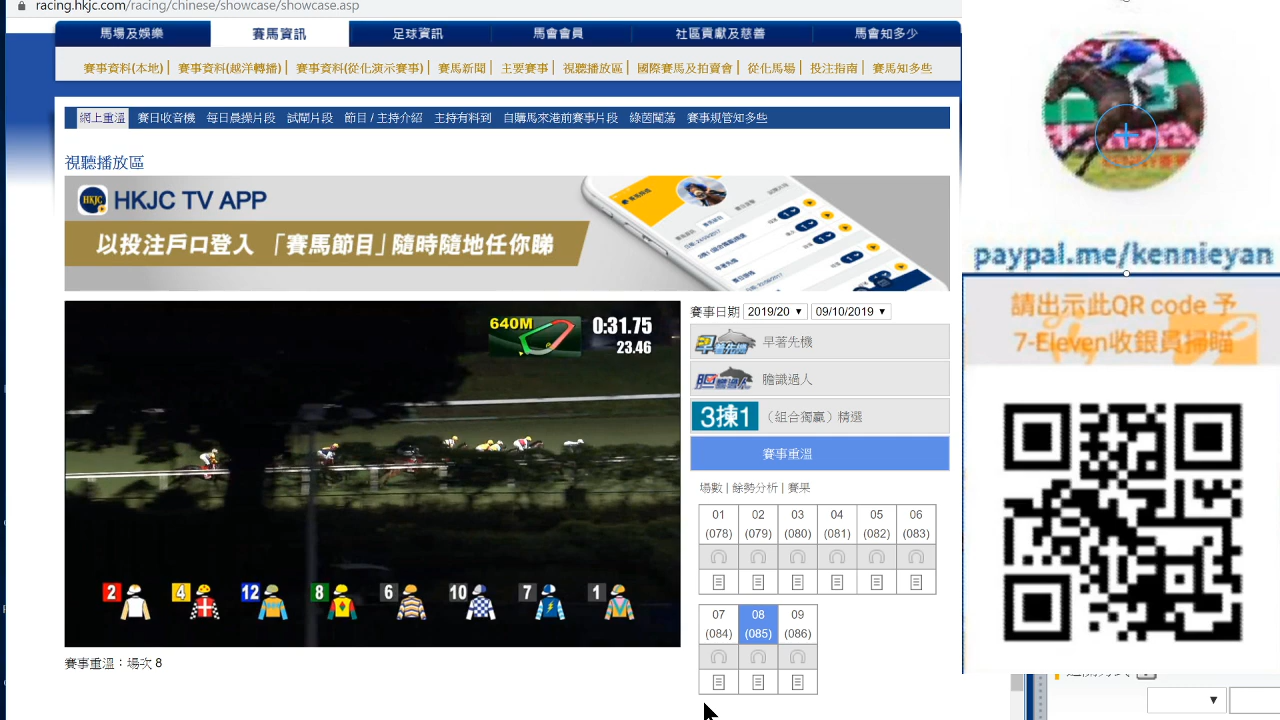 racing.hkjc.com/racing/chinese/showcase/showcase.asp
馬場及娛樂 賽馬資訊 足球資訊 馬會會員 社區貢獻及慈善 馬會知多少
賽事資料(本地) | 賽事資料(越洋轉播) | 賽事資料(從化演示賽事) | 賽馬新聞 | 主要賽事 | 視聽播放區 | 國際賽馬及拍賣會 | 從化馬場 | 投注指南 | 賽馬知多些
網上重溫 賽日收音機 每日晨操片段 試閘片段 節目 / 主持介紹 主持有料到 自購馬來港前賽事片段 綠茵闖蕩 賽事規管知多些
視聽播放區
HKJC TV APP
以投注戶口登入 「賽馬節目」隨時隨地任你睇
640M 0:31.75
23.46
2 4 12 8 6 10 7 1
賽事重溫：場次 8
賽事日期 2019/20 09/10/2019
早著先機
膽識過人
3揀1 （組合獨贏）精選
賽事重溫
場數 | 餘勢分析 | 賽果
01 02 03 04 05 06
(078) (079) (080) (081) (082) (083)
07 08 09
(084) (085) (086)
paypal.me/kennieyan
請出示此QR code 予
7-Eleven收銀員掃瞄